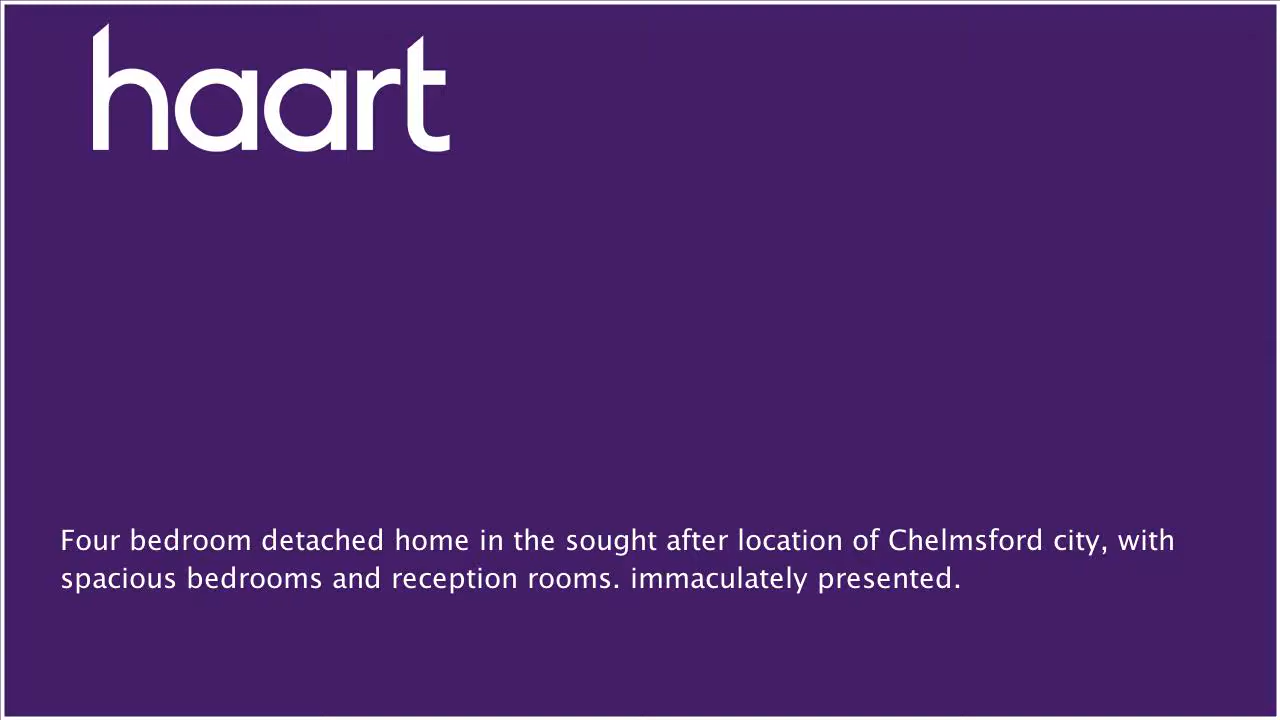 haart
Four bedroom detached home in the sought after location of Chelmsford city, with
spacious bedrooms and reception rooms. immaculately presented.